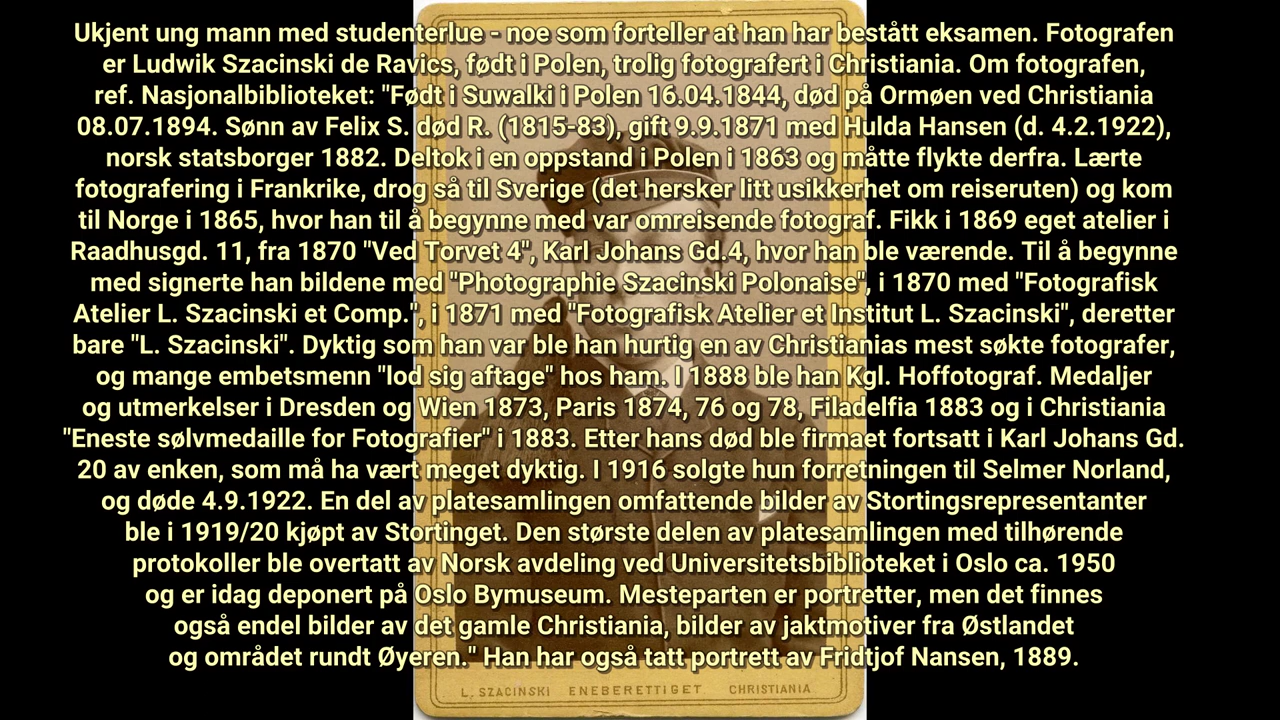 Ukjent ung mann med studenterlue - noe som forteller at han har bestått eksamen. Fotografen
er Ludwik Szacinski de Ravics, født i Polen, trolig fotografert i Christiania. Om fotografen,
ref. Nasjonalbiblioteket: "Født i Suwalki i Polen 16.04.1844, død på Ormøen ved Christiania
08.07.1894. Sønn av Felix S. død R. (1815-83), gift 9.9.1871 med Hulda Hansen (d. 4.2.1922),
norsk statsborger 1882. Deltok i en oppstand i Polen i 1863 og måtte flykte derfra. Lærte
fotografering i Frankrike, drog så til Sverige (det hersker litt usikkerhet om reiseruten) og kom
til Norge i 1865, hvor han til å begynne med var omreisende fotograf. Fikk i 1869 eget atelier i
Raadhusgd. 11, fra 1870 "Ved Torvet 4", Karl Johans Gd.4, hvor han ble værende. Til å begynne
med signerte han bildene med "Photographie Szacinski Polonaise", i 1870 med "Fotografisk
Atelier L. Szacinski et Comp.", i 1871 med "Fotografisk Atelier et Institut L. Szacinski", deretter
bare "L. Szacinski". Dyktig som han var ble han hurtig en av Christianias mest søkte fotografer,
og mange embetsmenn "lod sig aftage" hos ham. I 1888 ble han Kgl. Hoffotograf. Medaljer
og utmerkelser i Dresden og Wien 1873, Paris 1874, 76 og 78, Filadelfia 1883 og i Christiania
"Eneste sølvmedaille for Fotografier" i 1883. Etter hans død ble firmaet fortsatt i Karl Johans Gd.
20 av enken, som må ha vært meget dyktig. I 1916 solgte hun forretningen til Selmer Norland,
og døde 4.9.1922. En del av platesamlingen omfattende bilder av Stortingsrepresentanter
ble i 1919/20 kjøpt av Stortinget. Den største delen av platesamlingen med tilhørende
protokoller ble overtatt av Norsk avdeling ved Universitetsbiblioteket i Oslo ca. 1950
og er idag deponert på Oslo Bymuseum. Mesteparten er portretter, men det finnes
også endel bilder av det gamle Christiania, bilder av jaktmotiver fra Østlandet
og området rundt Øyeren." Han har også tatt portrett av Fridtjof Nansen, 1889.
L. SZACINSKI ENEBERETTIGET CHRISTIANIA